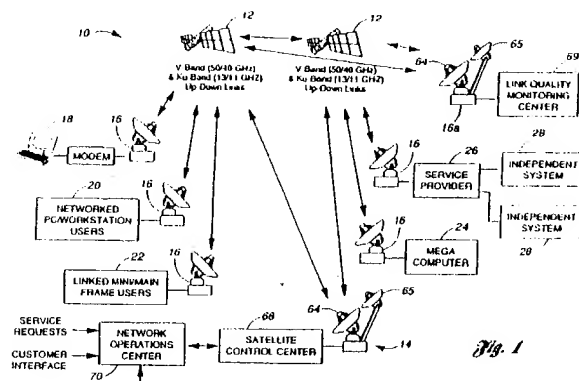 10
12
12
V Band (50/40 GHz)
& Ku Band (13/11 GHZ)
Up-Down Links
V Band (50/40 GHz)
& Ku Band (13/11 GHZ)
Up-Down Links
64
65
69
LINK QUALITY
MONITORING
CENTER
16a
18
MODEM
16
16
26
28
SERVICE
PROVIDER
INDEPENDENT
SYSTEM
INDEPENDENT
SYSTEM
28
20
NETWORKED
PC/WORKSTATION
USERS
16
16
24
MEGA
COMPUTER
22
LINKED MINI/MAIN
FRAME USERS
16
64
65
68
SATELLITE
CONTROL CENTER
14
SERVICE
REQUESTS
CUSTOMER
INTERFACE
NETWORK
OPERATIONS
CENTER
70
Fig. 1